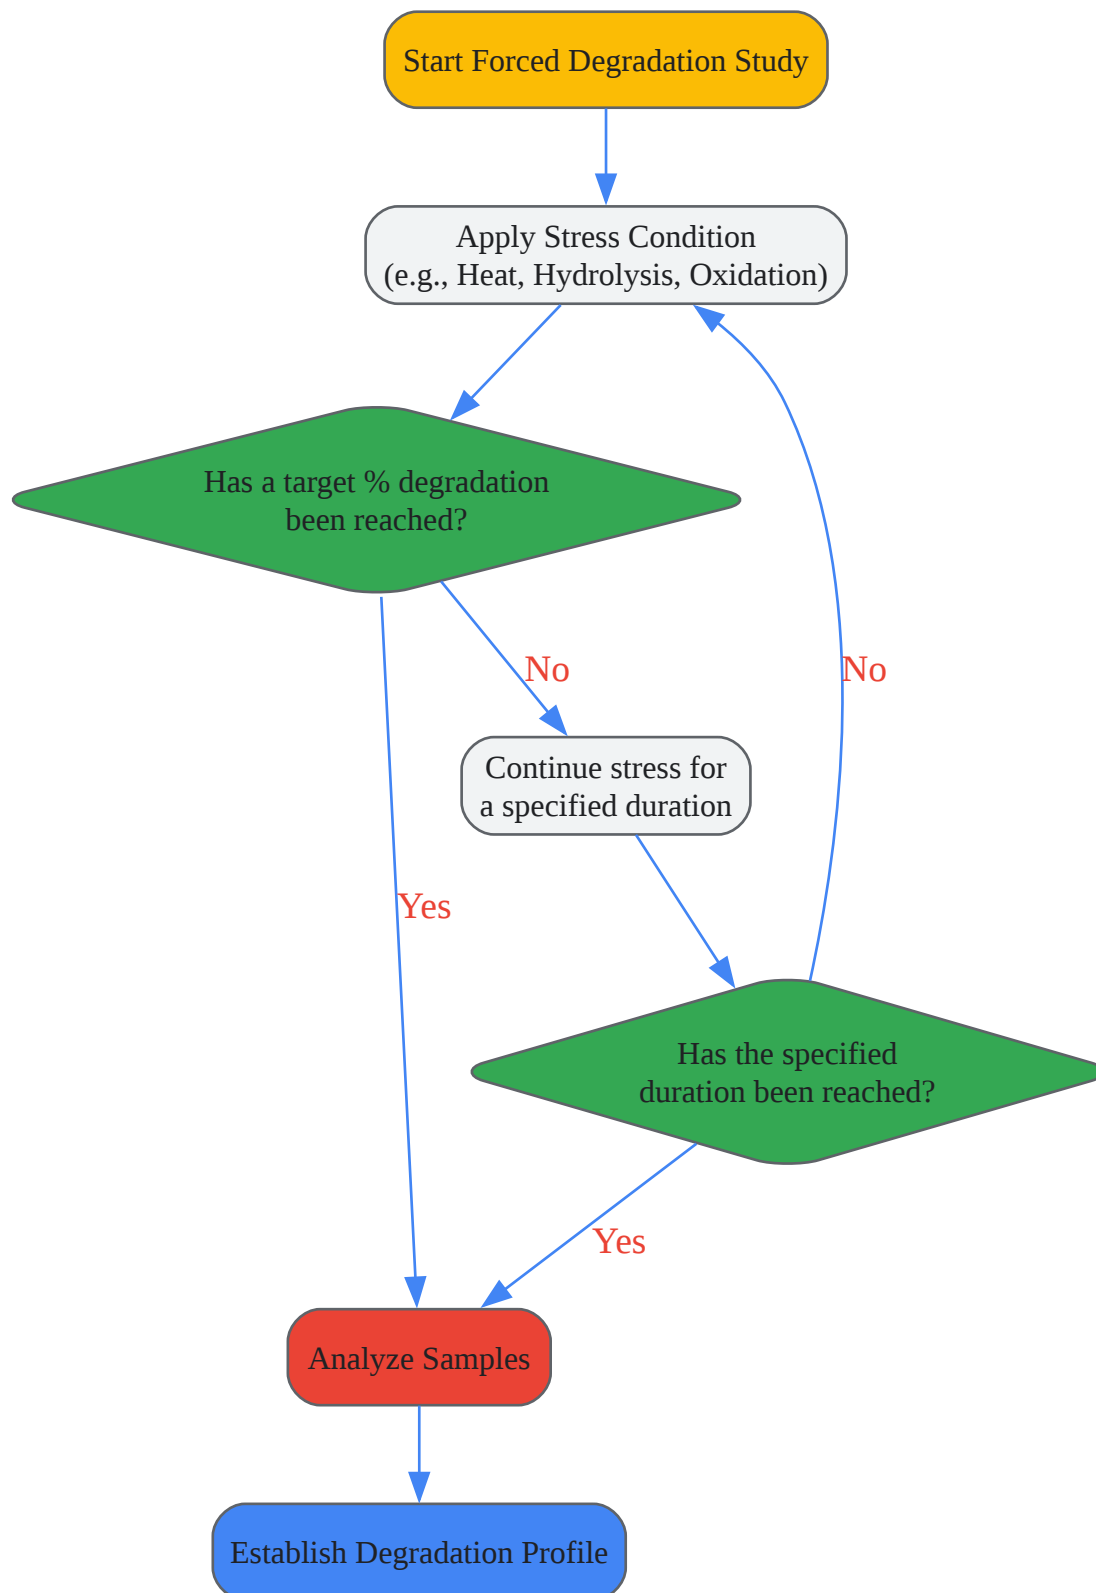 Start Forced Degradation Study
Apply Stress Condition
(e.g., Heat, Hydrolysis, Oxidation)
Has a target % degradation
been reached?
No
No
Continue stress for
a specified duration
Yes
Has the specified
duration been reached?
Yes
Analyze Samples
Establish Degradation Profile